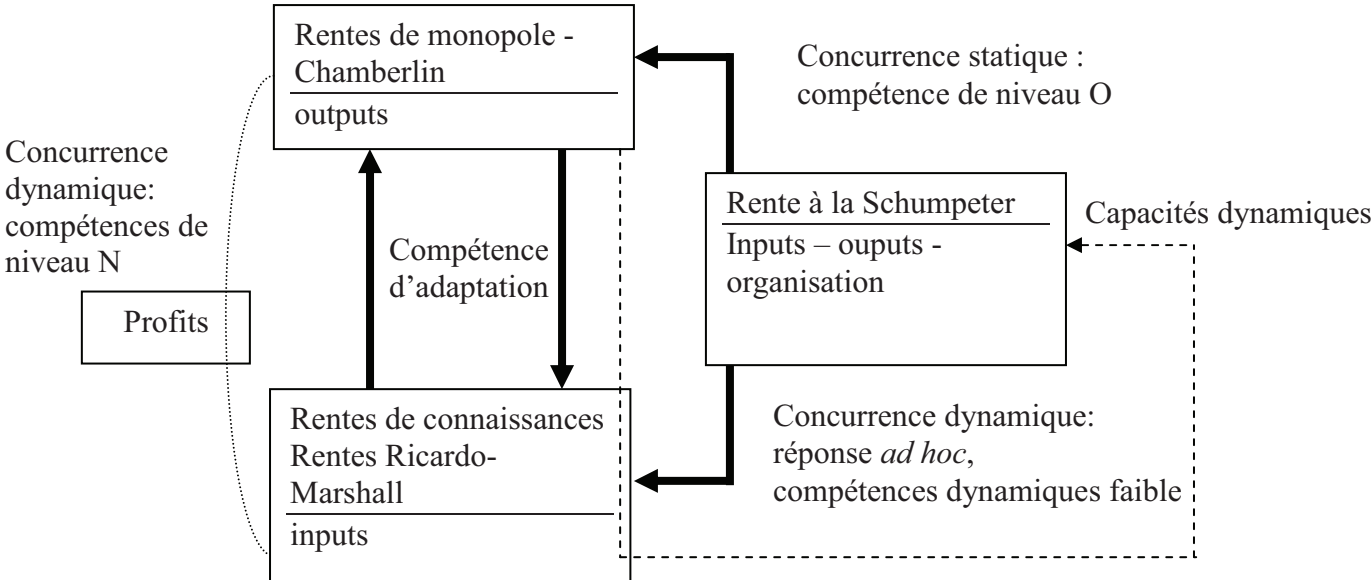 Rentes de monopole -
Chamberlin
outputs
Concurrence statique :
compétence de niveau O
Concurrence
dynamique:
compétences de
niveau N
Compétence
d’adaptation
Rente à la Schumpeter
Inputs – ouputs -
organisation
Capacités dynamiques
Profits
Rentes de connaissances
Rentes Ricardo-
Marshall
inputs
Concurrence dynamique:
réponse ad hoc,
compétences dynamiques faible